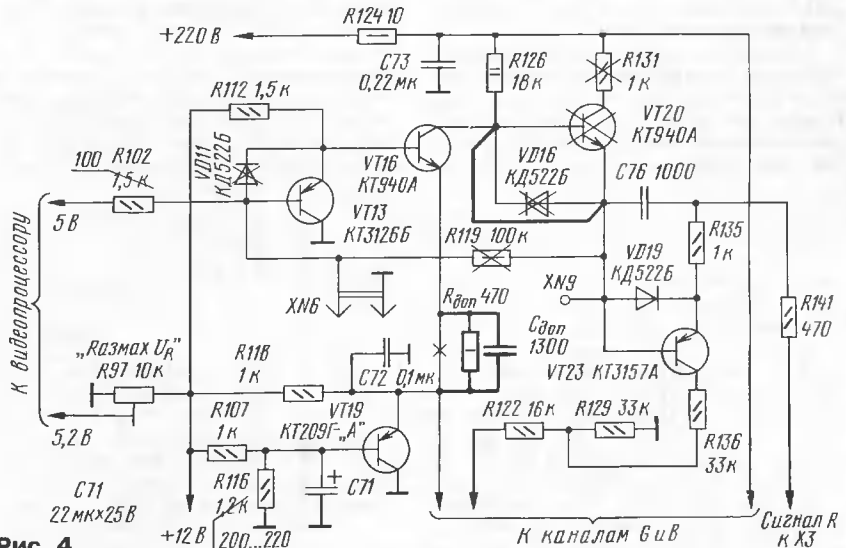 R124 10
+220 В
C73
0,22 мк
R126
18к
R131
1 к
R112 1,5 к
VT20
КТ940А
VT16
КТ940А
VD11
КД522Б
VD16
КД522Б
C76 1000
100 R102
1,5 к
5 В
VT13
КТ3126Б
R119 100 к
R135
1 к
VD19
КД522Б
XN9
XN6
Rдоп 470
Cдоп
1300
R141
470
К видеопроцессору
„Размах UR"
R97 10 к
R118
1 к
C72
0,1 мк
VT23 КТ3157А
5,2 В
R107
1 к
VT19
КТ209Г-„А"
R122 16 к
R129 33 к
R136
33 к
C71
22 мк×25 В
R116
1,2 к
200...220
C71
+12 В
К каналам G и B
Сигнал R
к X3
Рис. 4